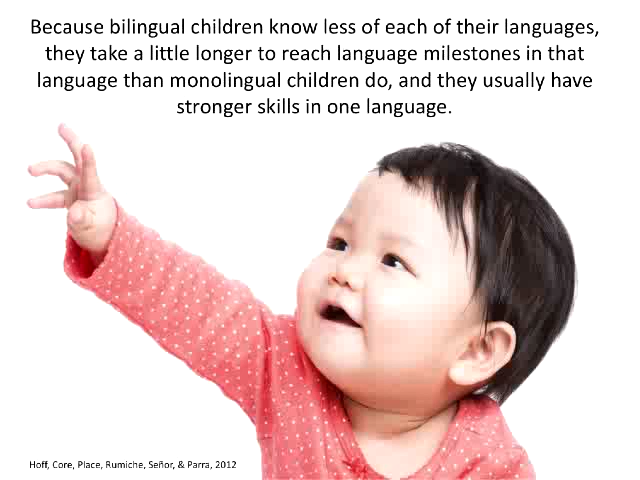 Because bilingual children know less of each of their languages,
they take a little longer to reach language milestones in that
language than monolingual children do, and they usually have
stronger skills in one language.
Hoff, Core, Place, Rumiche, Señor, & Parra, 2012